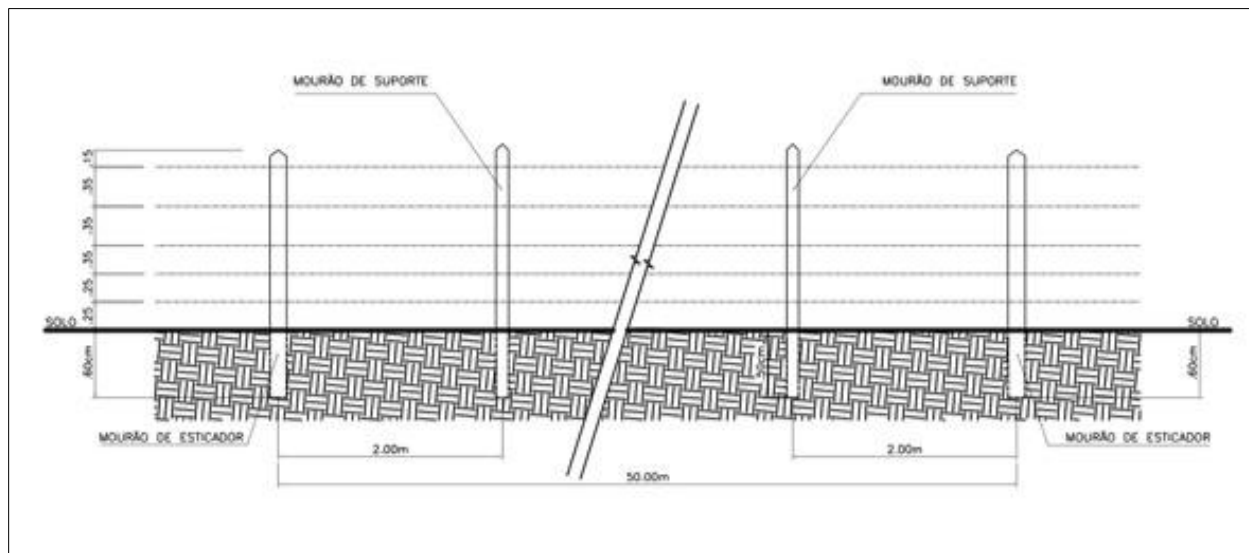 MOURÃO DE SUPORTE
MOURÃO DE SUPORTE
.15
.35
.35
.35
.25
.25
SOLO
SOLO
.60cm
.60cm
MOURÃO DE ESTICADOR
MOURÃO DE ESTICADOR
2.00m
2.00m
50.00m